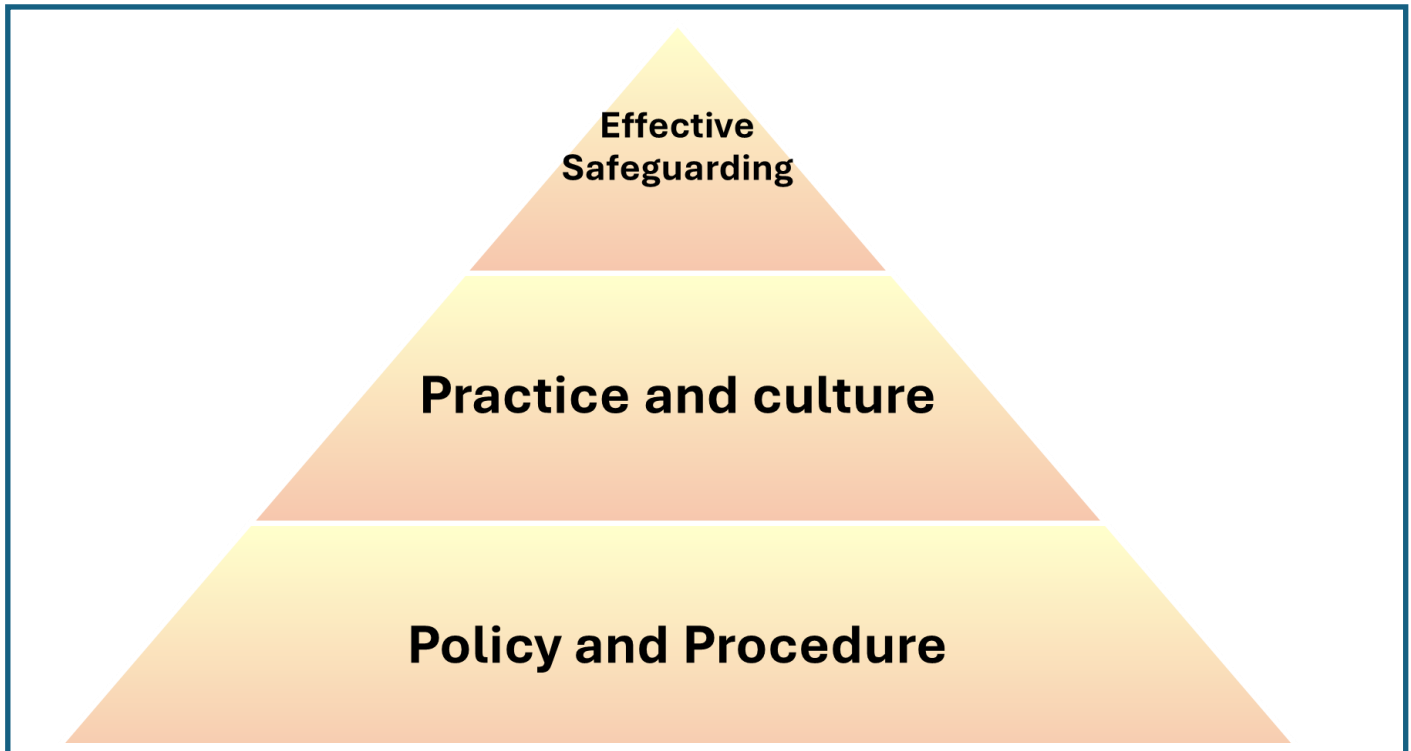 Effective
Safeguarding
Practice and culture
Policy and Procedure